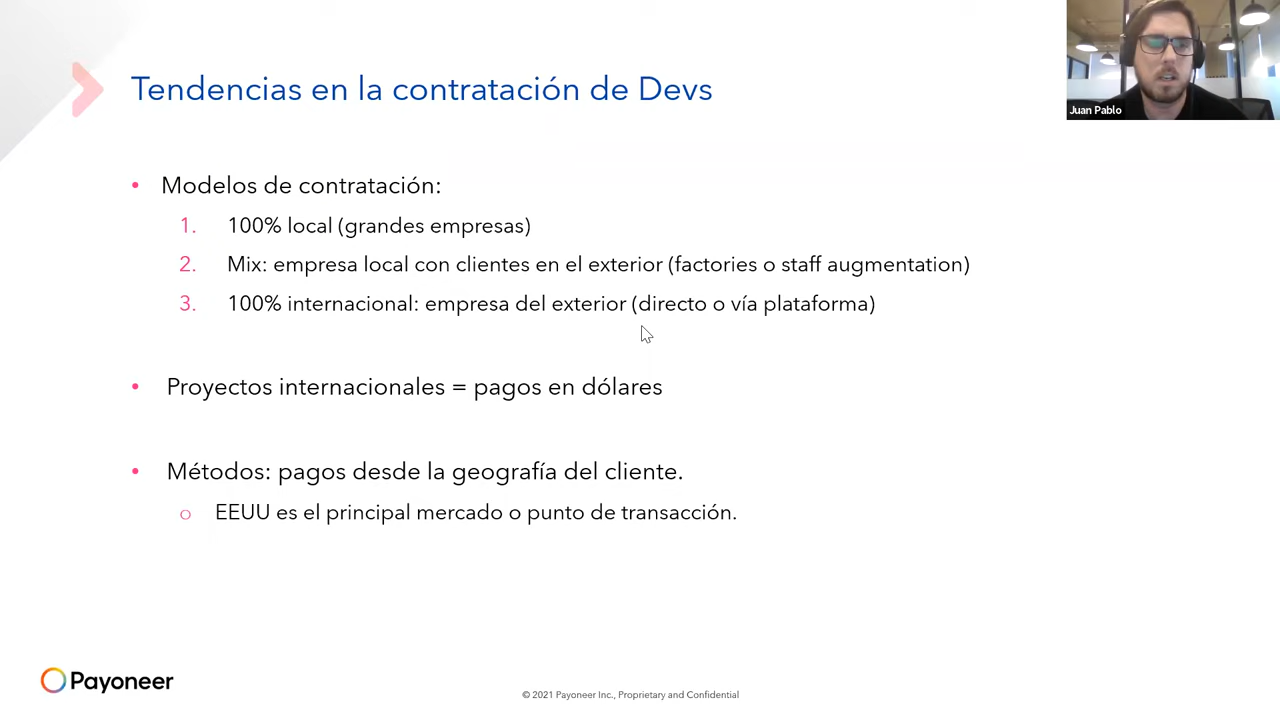 Tendencias en la contratación de Devs
Juan Pablo
• Modelos de contratación:
1. 100% local (grandes empresas)
2. Mix: empresa local con clientes en el exterior (factories o staff augmentation)
3. 100% internacional: empresa del exterior (directo o vía plataforma)
• Proyectos internacionales = pagos en dólares
• Métodos: pagos desde la geografía del cliente.
o EEUU es el principal mercado o punto de transacción.
Payoneer
© 2021 Payoneer Inc., Proprietary and Confidential